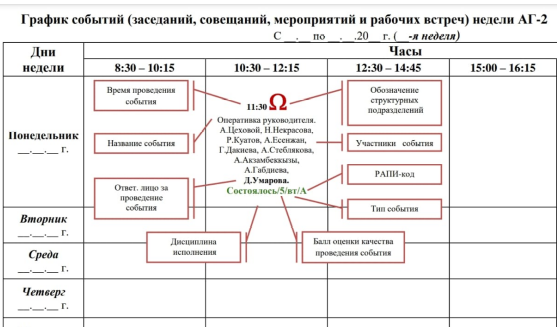 График событий (заседаний, совещаний, мероприятий и рабочих встреч) недели АГ-2
С __.__ по __.__.20__ г. (__-я неделя)
Дни недели
Часы
8:30 – 10:15
10:30 – 12:15
12:30 – 14:45
15:00 – 16:15
Понедельник
__.__.__ г.
Время проведения
события
Название события
Ответ. лицо за
проведение
события
11:30 Ω
Оперативка руководителя.
А.Цеховой, Н.Некрасова,
Р.Куатов, А.Есенжан,
Г.Дакиева, А.Стеблякова,
А.Акзамбеккызы,
А.Габдиева,
Д.Умарова.
Состоялось/5/вт/А
Обозначение
структурных
подразделений
Участники события
РАПИ-код
Тип события
Дисциплина
исполнения
Балл оценки качества
проведения события
Вторник
__.__.__ г.
Среда
__.__.__ г.
Четверг
__.__.__ г.